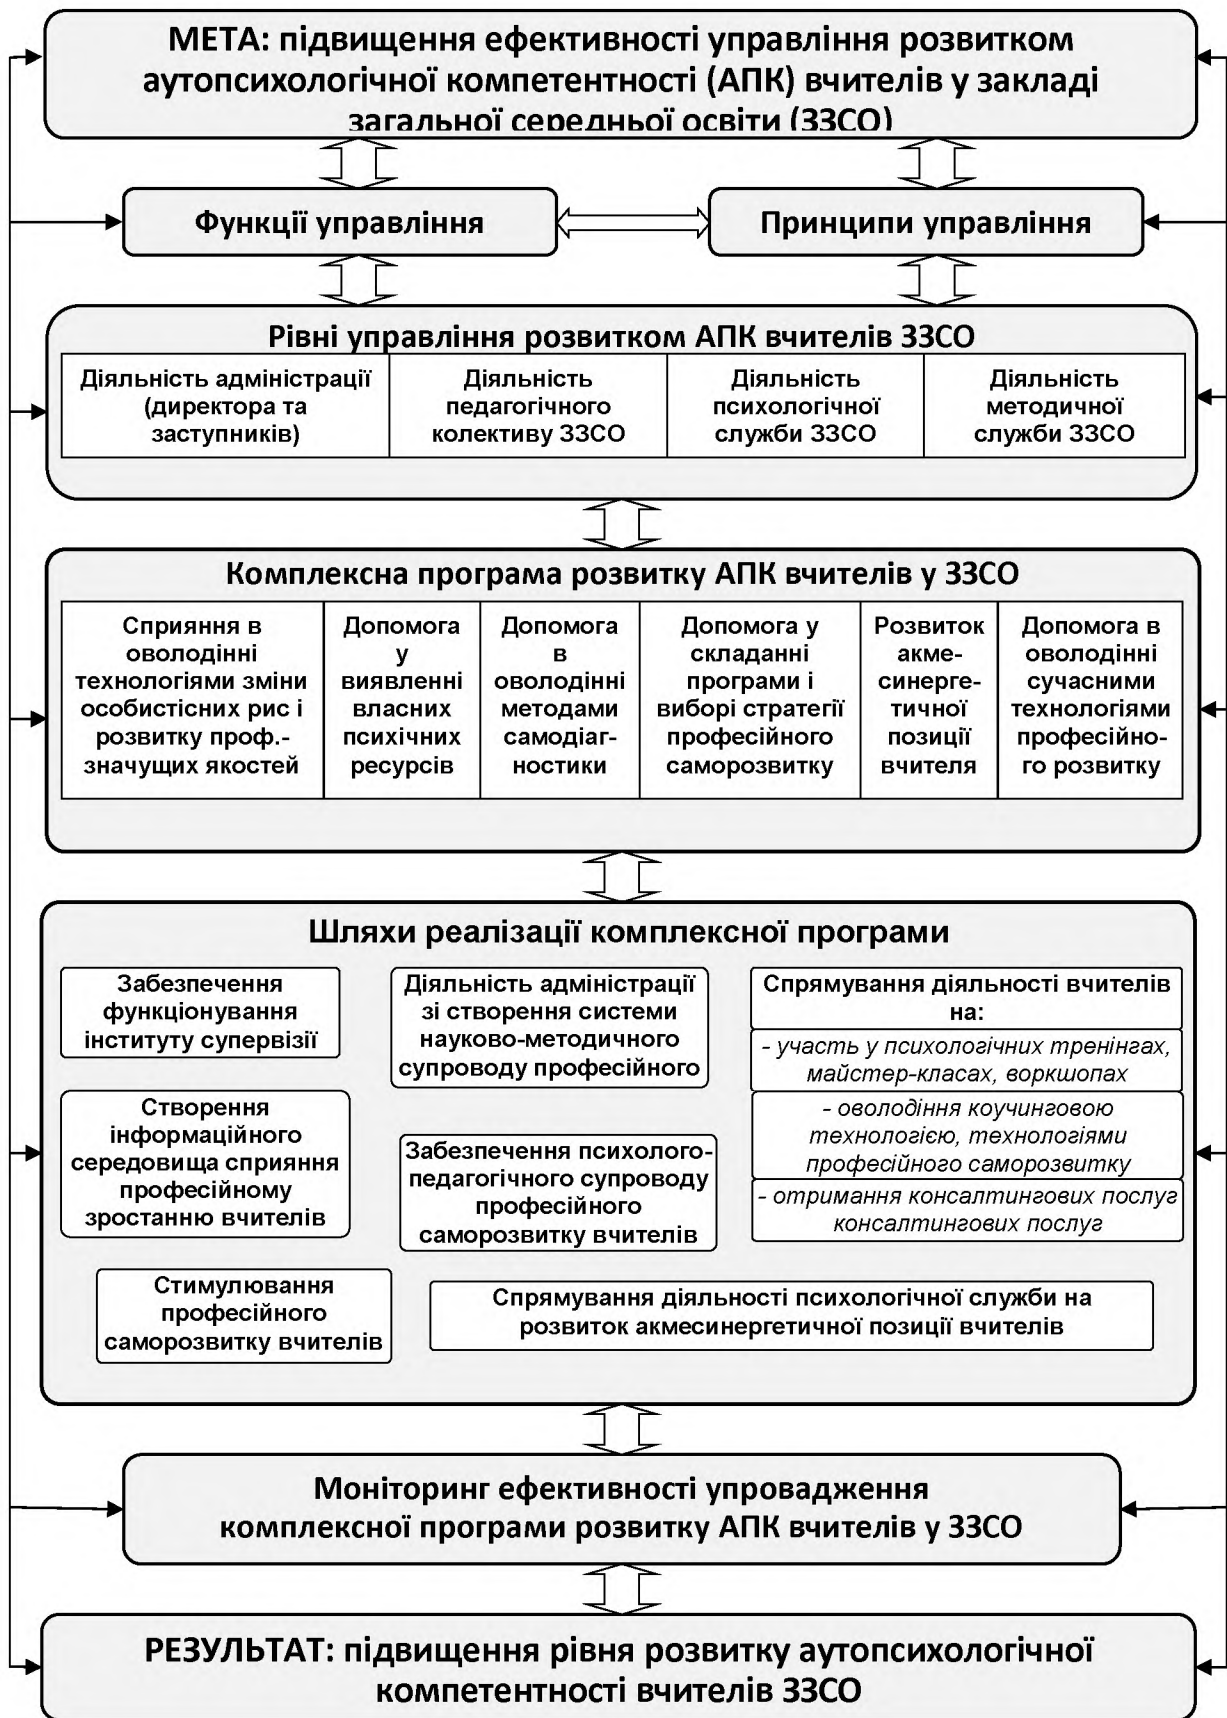 МЕТА: підвищення ефективності управління розвитком
аутопсихологічної компетентності (АПК) вчителів у закладі
загальної середньої освіти (ЗЗСО)
Функції управління
Принципи управління
Рівні управління розвитком АПК вчителів ЗЗСО
Діяльність адміністрації
(директора та
заступників)
Діяльність
педагогічного
колективу ЗЗСО
Діяльність
психологічної
служби ЗЗСО
Діяльність
методичної
служби ЗЗСО
Комплексна програма розвитку АПК вчителів у ЗЗСО
Сприяння в
оволодінні
технологіями зміни
особистісних рис і
розвитку проф.-
значущих якостей
Допомога
у
виявленні
власних
психічних
ресурсів
Допомога
в
оволодінні
методами
самодіаг-
ностики
Допомога у
складанні
програми і
виборі стратегії
професійного
саморозвитку
Розвиток
акме-
синерге-
тичної
позиції
вчителя
Допомога в
оволодінні
сучасними
технологіями
професійно-
го розвитку
Шляхи реалізації комплексної програми
Забезпечення
функціонування
інституту супервізії
Діяльність адміністрації
зі створення системи
науково-методичного
супроводу професійного
Спрямування діяльності вчителів
на:
- участь у психологічних тренінгах,
майстер-класах, воркшопах
- оволодіння коучинговою
технологією, технологіями
професійного саморозвитку
- отримання консалтингових послуг
консалтингових послуг
Створення
інформаційного
середовища сприяння
професійному
зростанню вчителів
Забезпечення психолого-
педагогічного супроводу
професійного
саморозвитку вчителів
Стимулювання
професійного
саморозвитку вчителів
Спрямування діяльності психологічної служби на
розвиток акмесинергетичної позиції вчителів
Моніторинг ефективності упровадження
комплексної програми розвитку АПК вчителів у ЗЗСО
РЕЗУЛЬТАТ: підвищення рівня розвитку аутопсихологічної
компетентності вчителів ЗЗСО